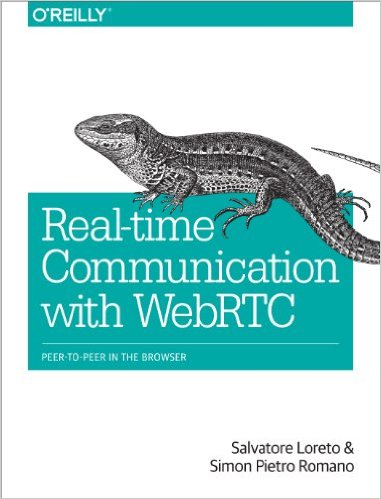 O'REILLY®
Real-time
Communication
with WebRTC
PEER-TO-PEER IN THE BROWSER
Salvatore Loreto &
Simon Pietro Romano